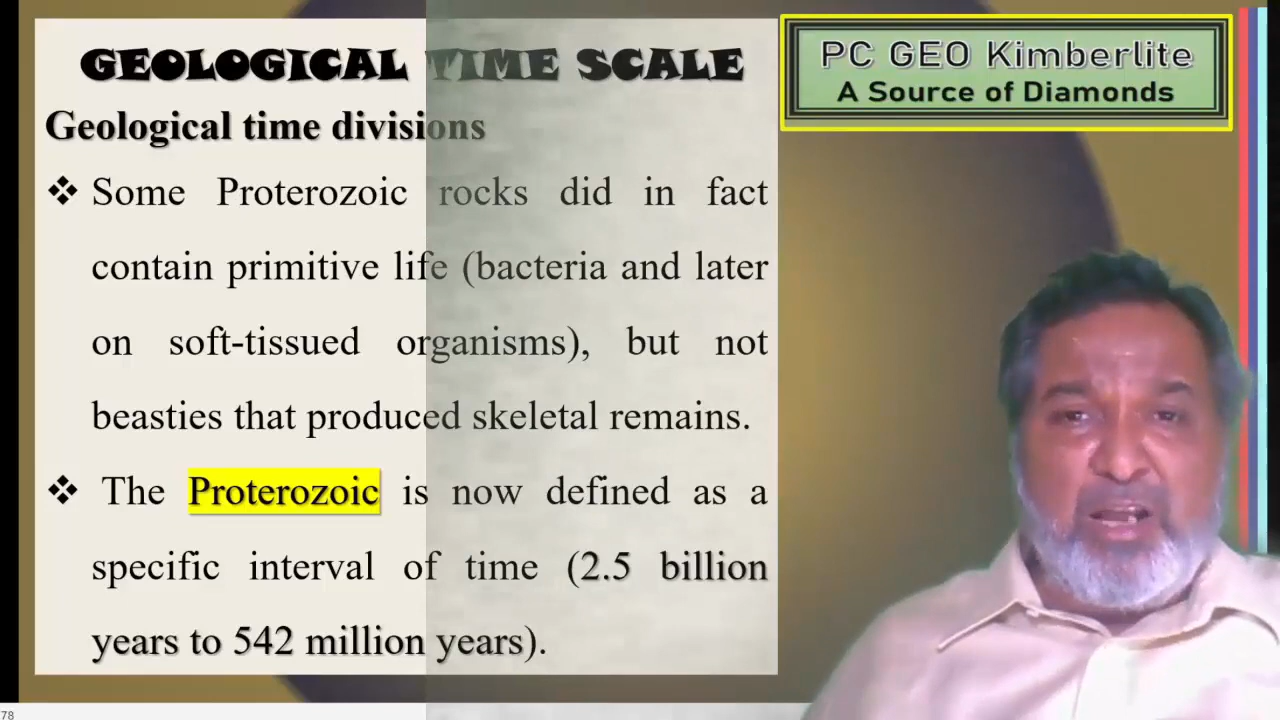 GEOLOGICAL TIME SCALE
Geological time divisions
❖ Some Proterozoic rocks did in fact
contain primitive life (bacteria and later
on soft-tissued organisms), but not
beasties that produced skeletal remains.
❖ The Proterozoic is now defined as a
specific interval of time (2.5 billion
years to 542 million years).
PC GEO Kimberlite
A Source of Diamonds
78